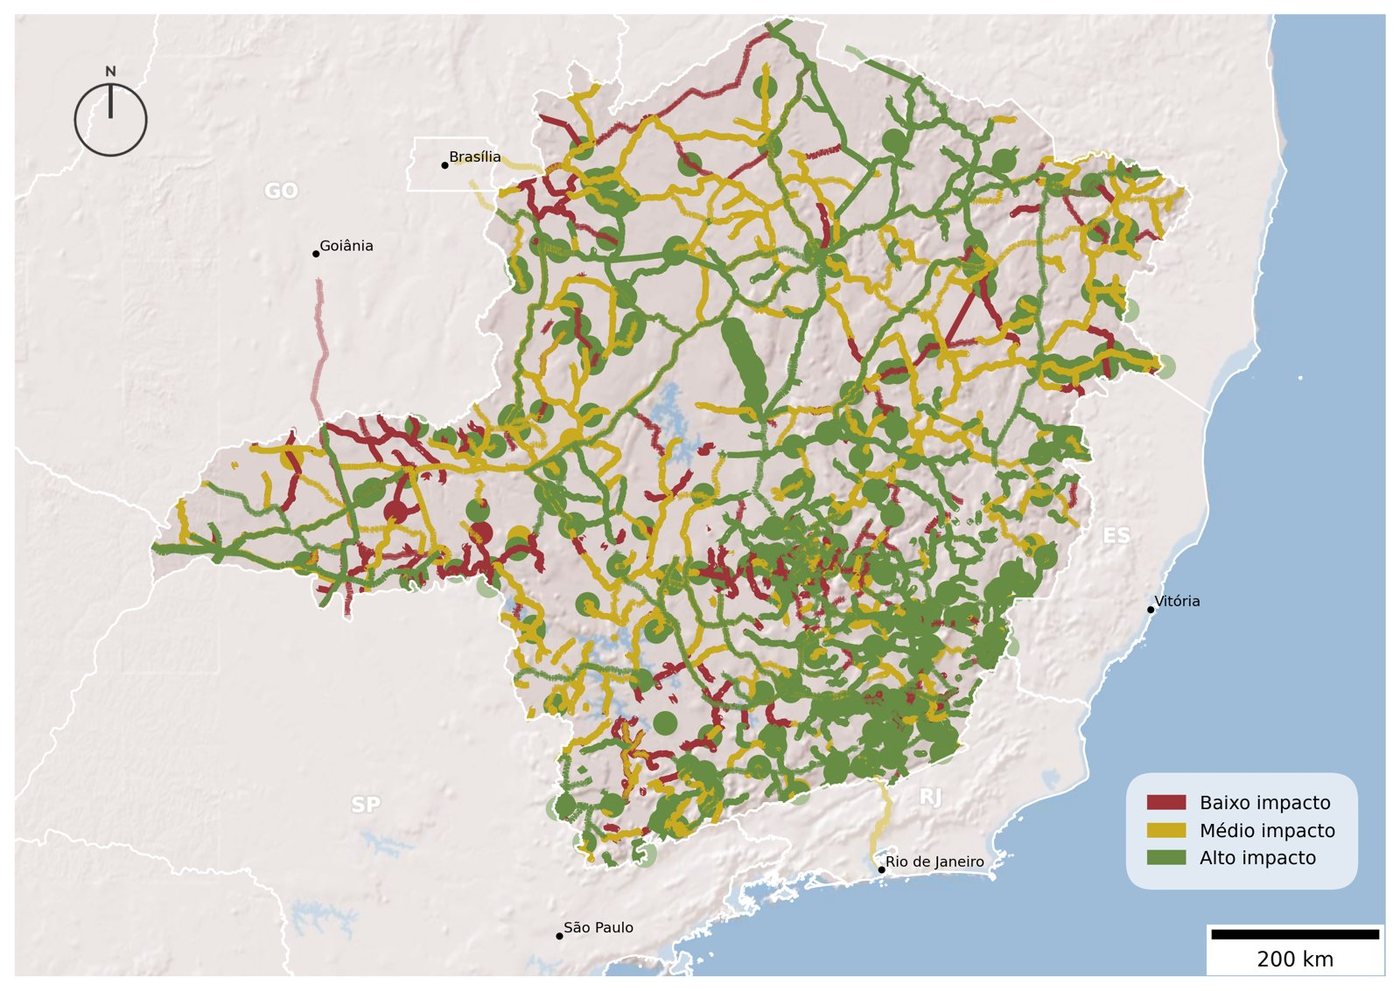 N
Brasília
GO
Goiânia
ES
Vitória
SP
RJ
Baixo impacto
Médio impacto
Alto impacto
Rio de Janeiro
São Paulo
200 km